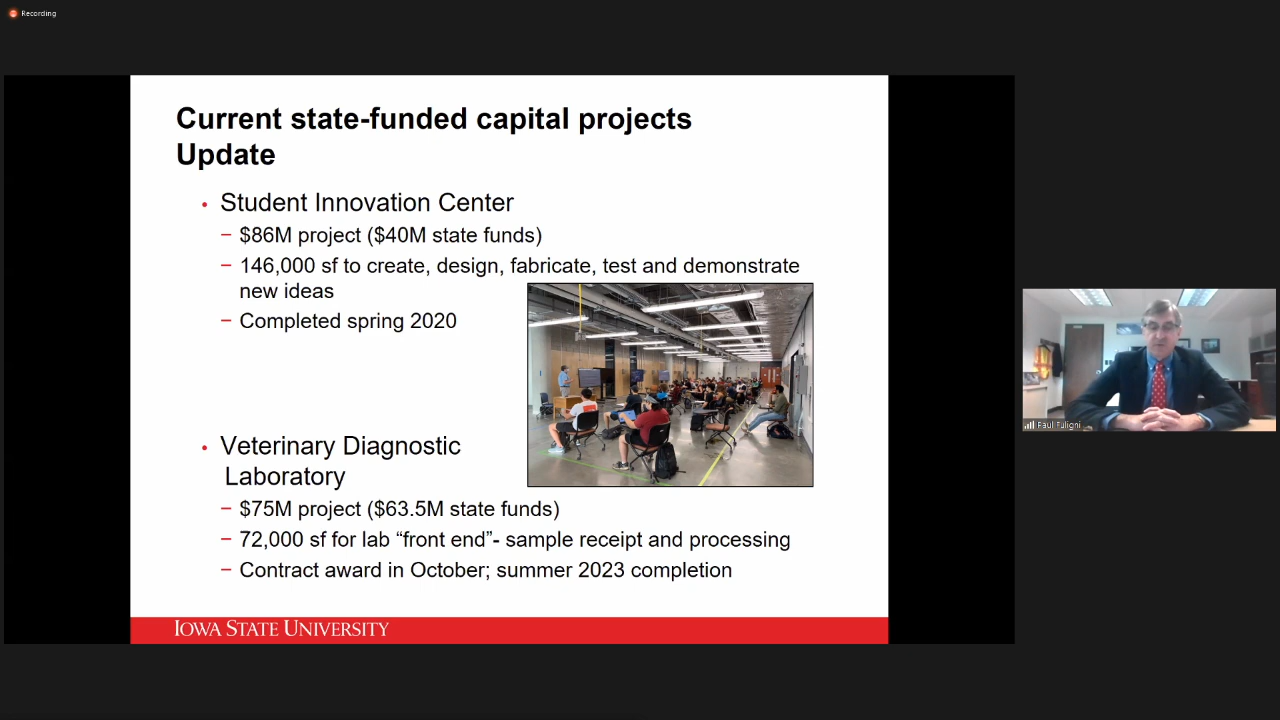 Recording
Current state-funded capital projects
Update
• Student Innovation Center
− $86M project ($40M state funds)
− 146,000 sf to create, design, fabricate, test and demonstrate
new ideas
− Completed spring 2020
• Veterinary Diagnostic
Laboratory
− $75M project ($63.5M state funds)
− 72,000 sf for lab “front end”- sample receipt and processing
− Contract award in October; summer 2023 completion
IOWA STATE UNIVERSITY
Paul Fuligni